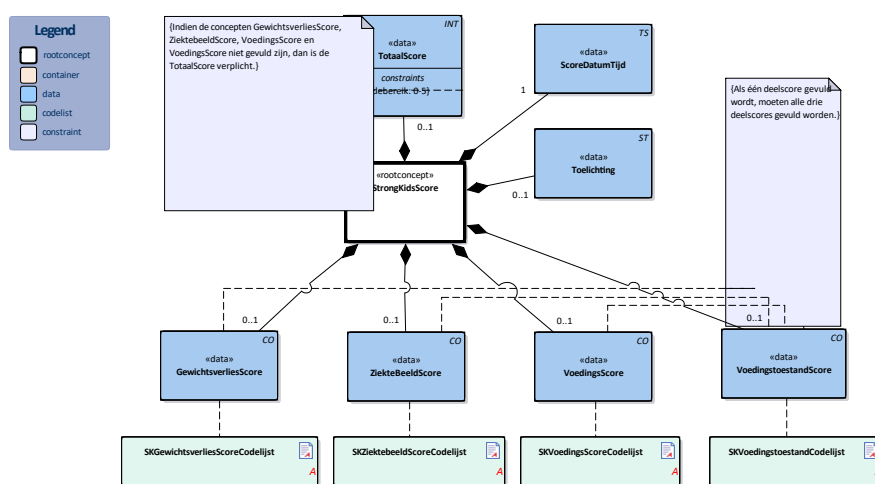 Legend
rootconcept
container
data
codelist
constraint
{Indien de concepten GewichtsverliesScore,
ZiektebeeldScore, VoedingsScore en
VoedingsScore niet gevuld zijn, dan is de
TotaalScore verplicht.}
INT
«data»
TotaalScore
constraints
debereik: 0-5}
0..1
TS
«data»
ScoreDatumTijd
1
ST
«data»
Toelichting
0..1
{Als één deelscore gevuld
wordt, moeten alle drie
deelscores gevuld worden.}
«rootconcept»
StrongKidsScore
0..1
0..1
0..1
0..1
CO
«data»
GewichtsverliesScore
CO
«data»
ZiekteBeeldScore
CO
«data»
VoedingsScore
CO
«data»
VoedingstoestandScore
SKGewichtsverliesScoreCodelijst
A
SKZiektebeeldScoreCodelijst
A
SKVoedingsScoreCodelijst
A
SKVoedingstoestandCodelijst
A